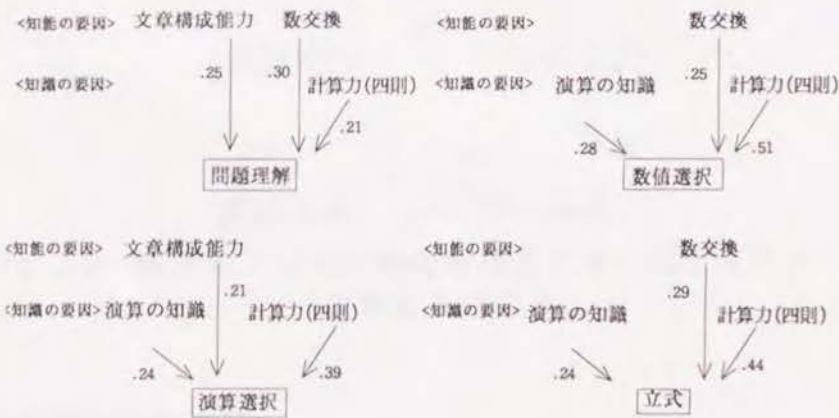 <知能の要因> 文章構成能力 数交換
.25 .30
<知識の要因> 計算力(四則)
.21
問題理解
<知能の要因> 数交換
.25
<知識の要因> 演算の知識 計算力(四則)
.28 .51
数値選択
<知能の要因> 文章構成能力
.21
<知識の要因> 演算の知識 計算力(四則)
.24 .39
演算選択
<知能の要因> 数交換
.29
<知識の要因> 演算の知識 計算力(四則)
.24 .44
立式